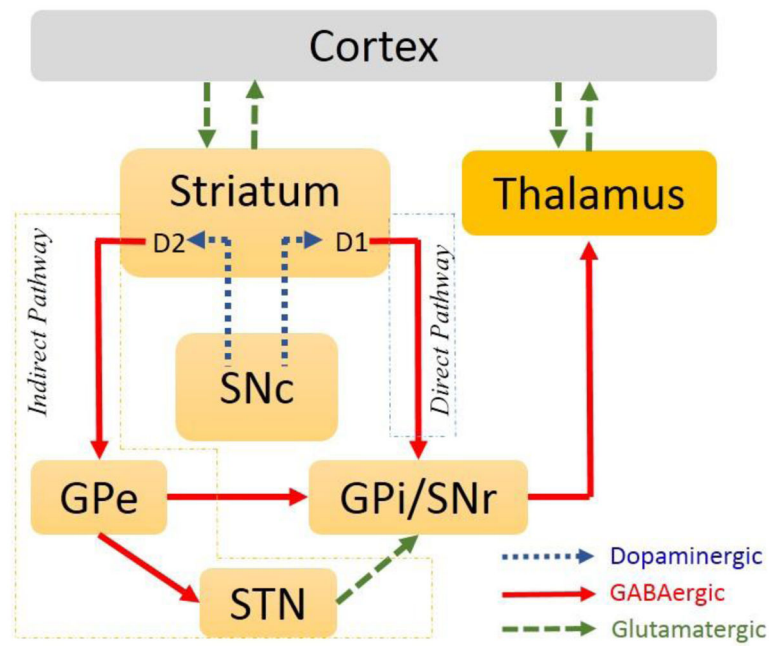 Cortex
Striatum
Thalamus
D2
D1
Indirect Pathway
Direct Pathway
SNc
GPe
GPi/SNr
STN
Dopaminergic
GABAergic
Glutamatergic